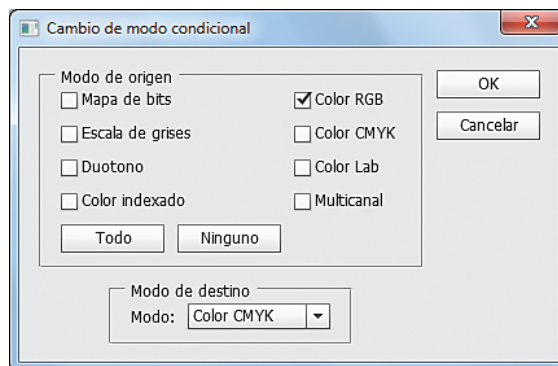 Cambio de modo condicional
Modo de origen
Mapa de bits
Color RGB
OK
Escala de grises
Color CMYK
Cancelar
Duotono
Color Lab
Color indexado
Multicanal
Todo
Ninguno
Modo de destino
Modo: Color CMYK